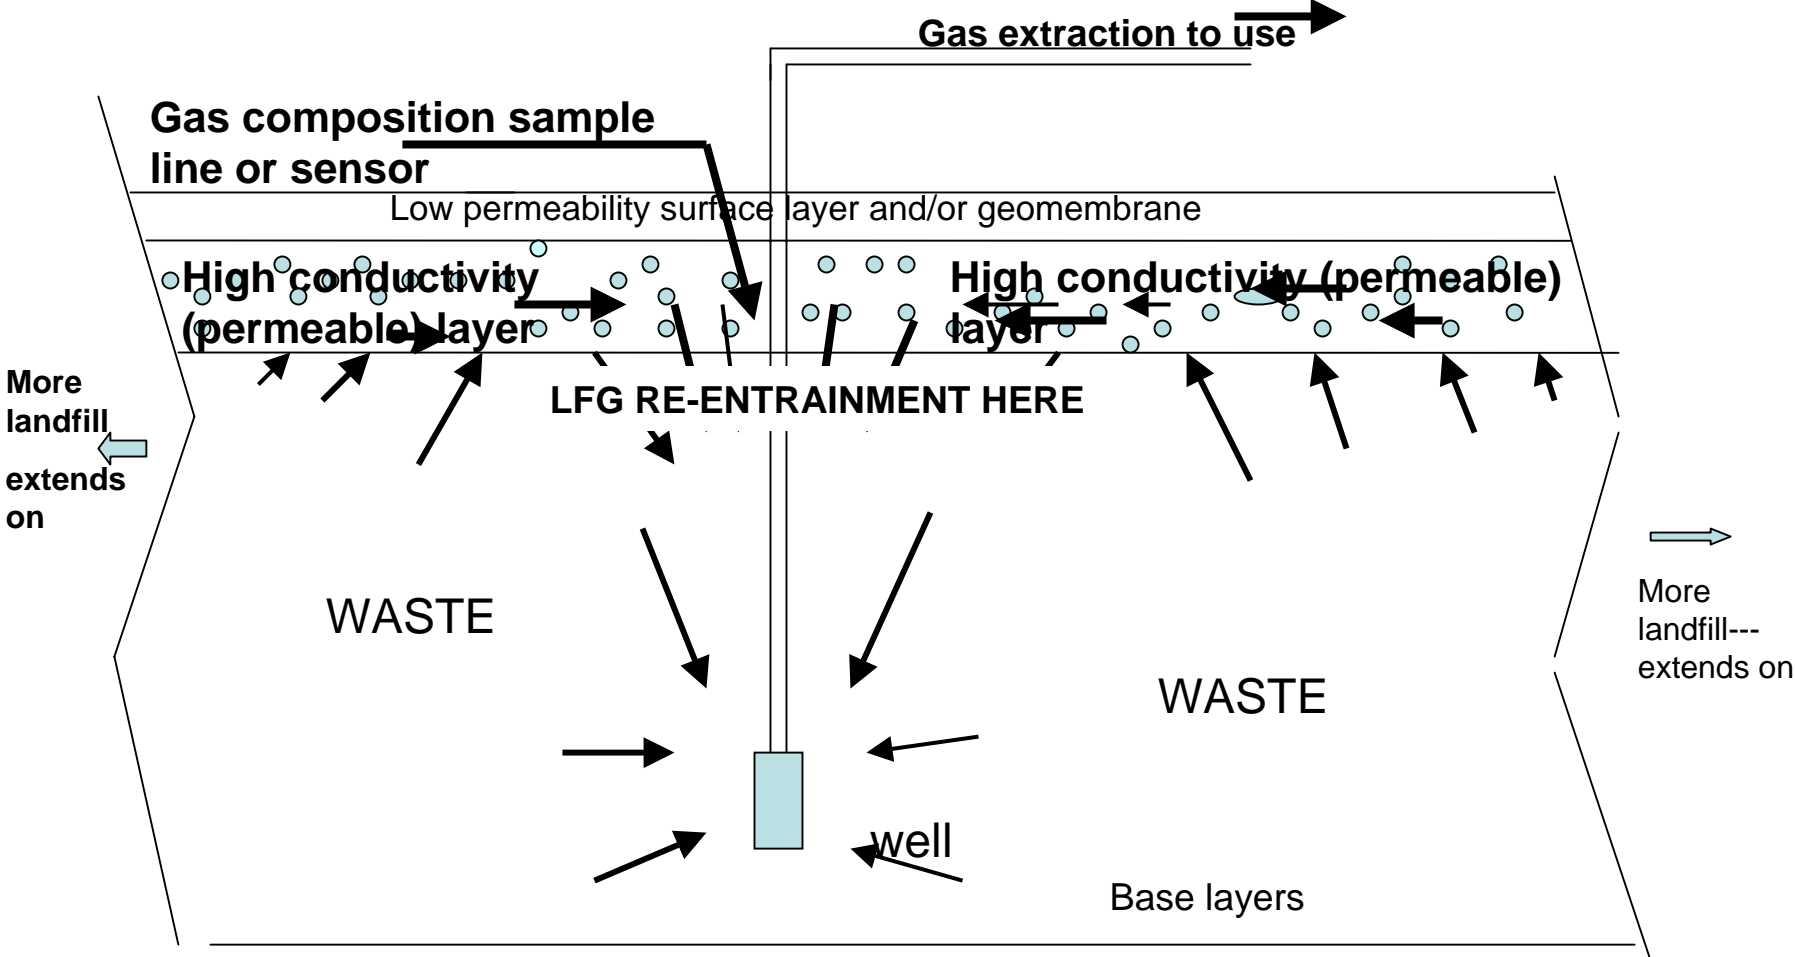 Gas extraction to use
Gas composition sample
line or sensor
Low permeability surface layer and/or geomembrane
High conductivity
(permeable) layer
High conductivity (permeable)
layer
More
landfill
extends
on
LFG RE-ENTRAINMENT HERE
WASTE
More
landfill---
extends on
WASTE
well
Base layers